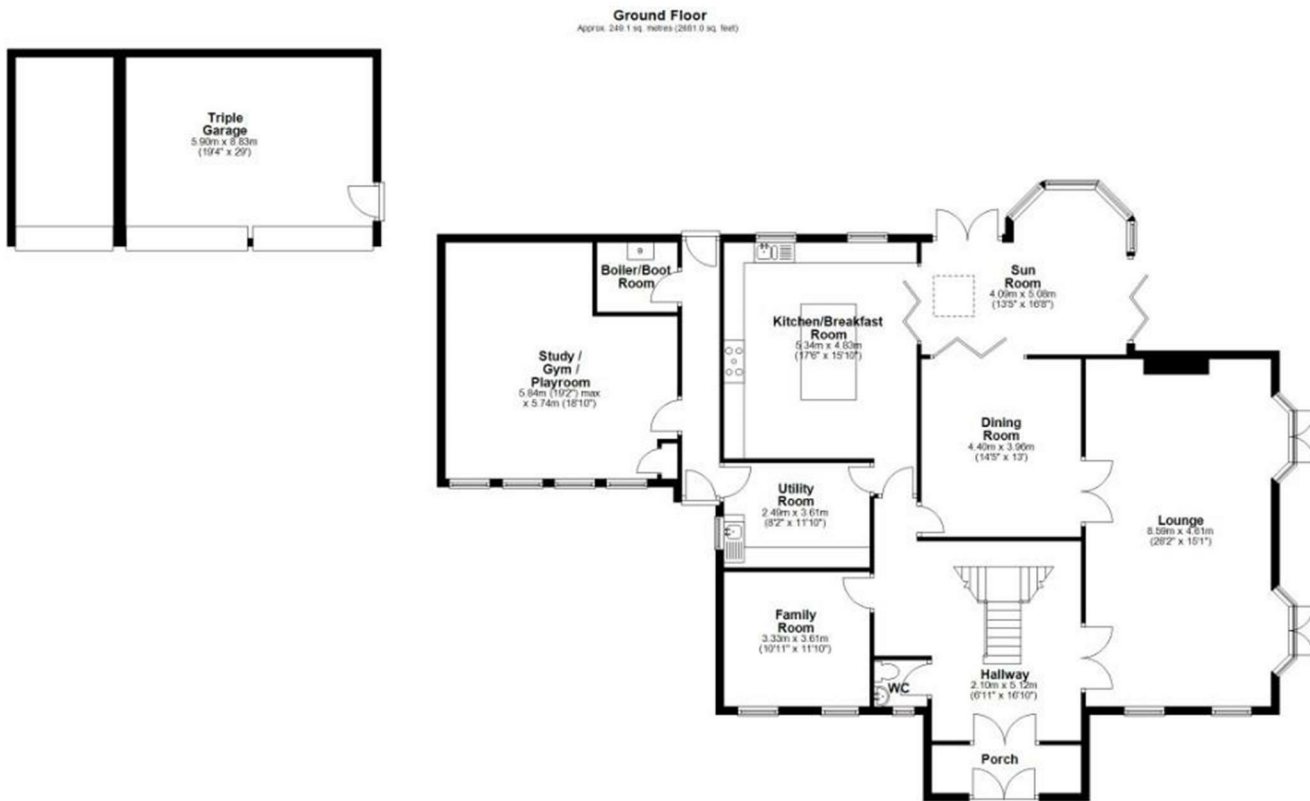 Ground Floor
Approx. 249.1 sq. metres (2681.0 sq. feet)
Triple
Garage
5.90m x 8.83m
(19'4" x 29')
Boiler/Boot
Room
Study /
Gym /
Playroom
5.84m (19'2") max
x 5.74m (18'10")
Kitchen/Breakfast
Room
5.34m x 4.83m
(17'6" x 15'10")
Sun
Room
4.09m x 5.08m
(13'5" x 16'8")
Dining
Room
4.40m x 3.96m
(14'5" x 13')
Utility
Room
2.49m x 3.61m
(8'2" x 11'10")
Lounge
8.59m x 4.61m
(28'2" x 15'1")
Family
Room
3.33m x 3.61m
(10'11" x 11'10")
WC
Hallway
2.10m x 5.12m
(6'11" x 16'10")
Porch